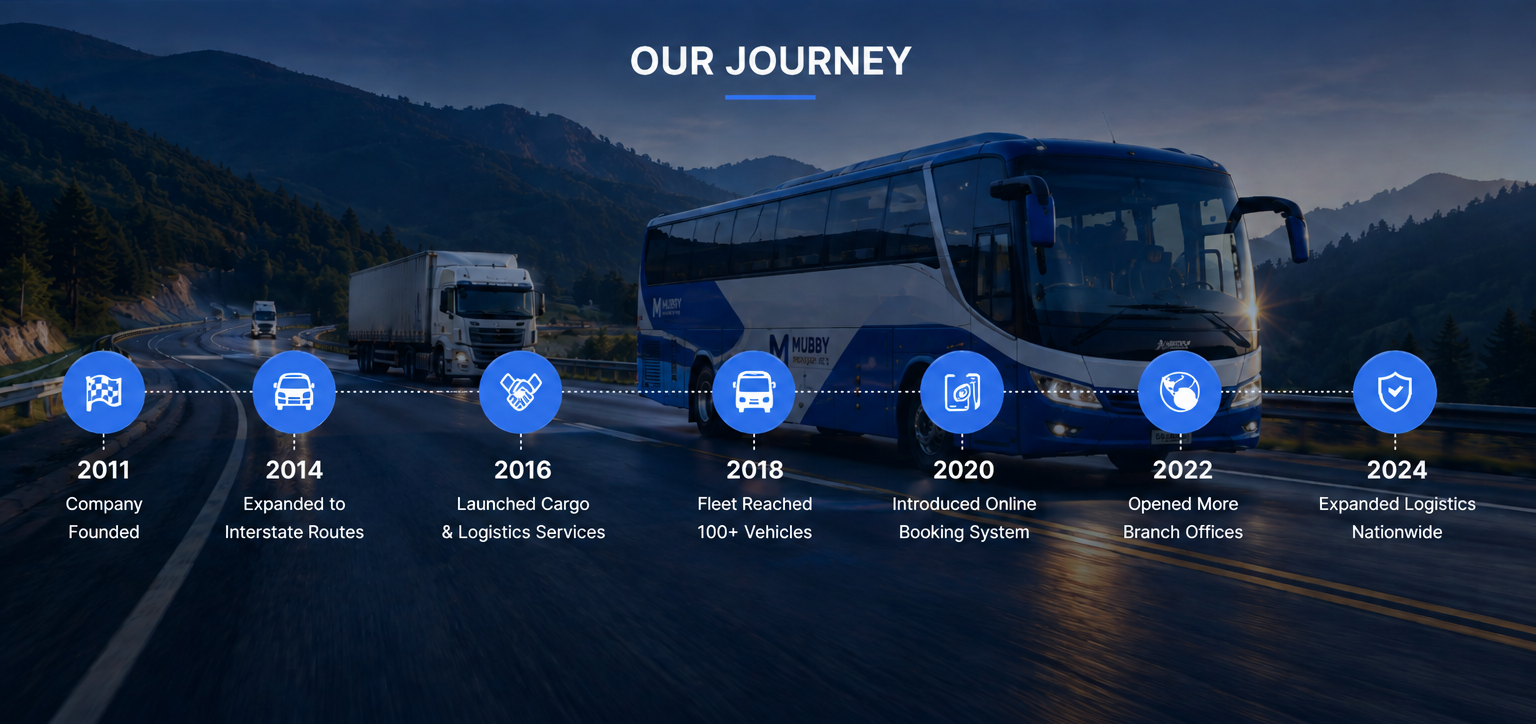 OUR JOURNEY
MUBBY
MUBBY
2011
Company
Founded
2014
Expanded to
Interstate Routes
2016
Launched Cargo
& Logistics Services
2018
Fleet Reached
100+ Vehicles
2020
Introduced Online
Booking System
2022
Opened More
Branch Offices
2024
Expanded Logistics
Nationwide